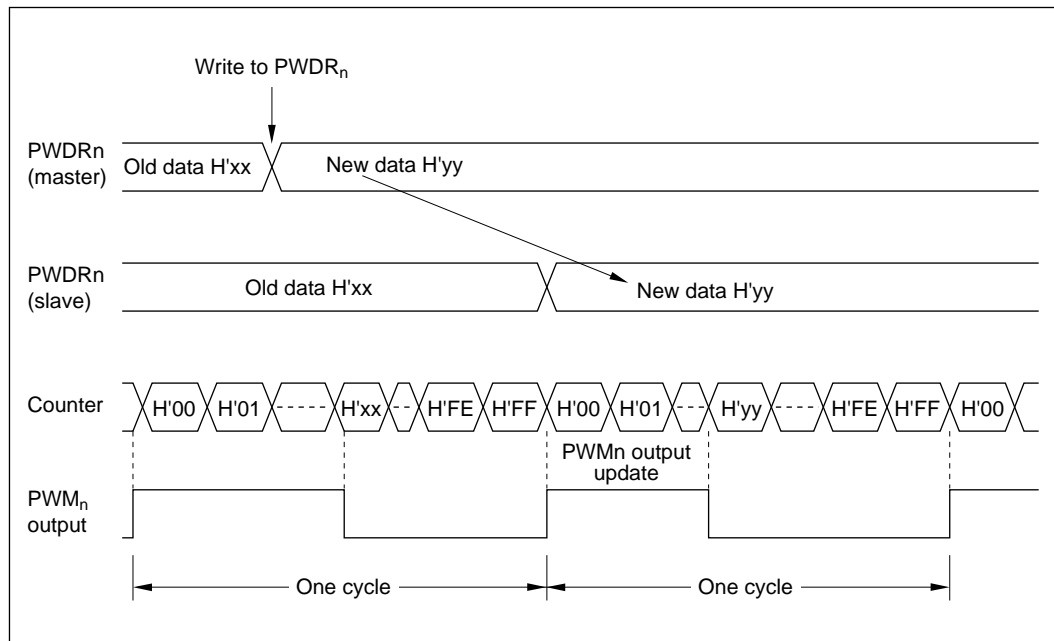 Write to PWDRn
PWDRn
(master)
Old data H'xx
New data H'yy
PWDRn
(slave)
Old data H'xx
New data H'yy
Counter
H'00 H'01 H'xx H'FE H'FF H'00 H'01 H'yy H'FE H'FF H'00
PWMn output
update
PWMn
output
One cycle
One cycle